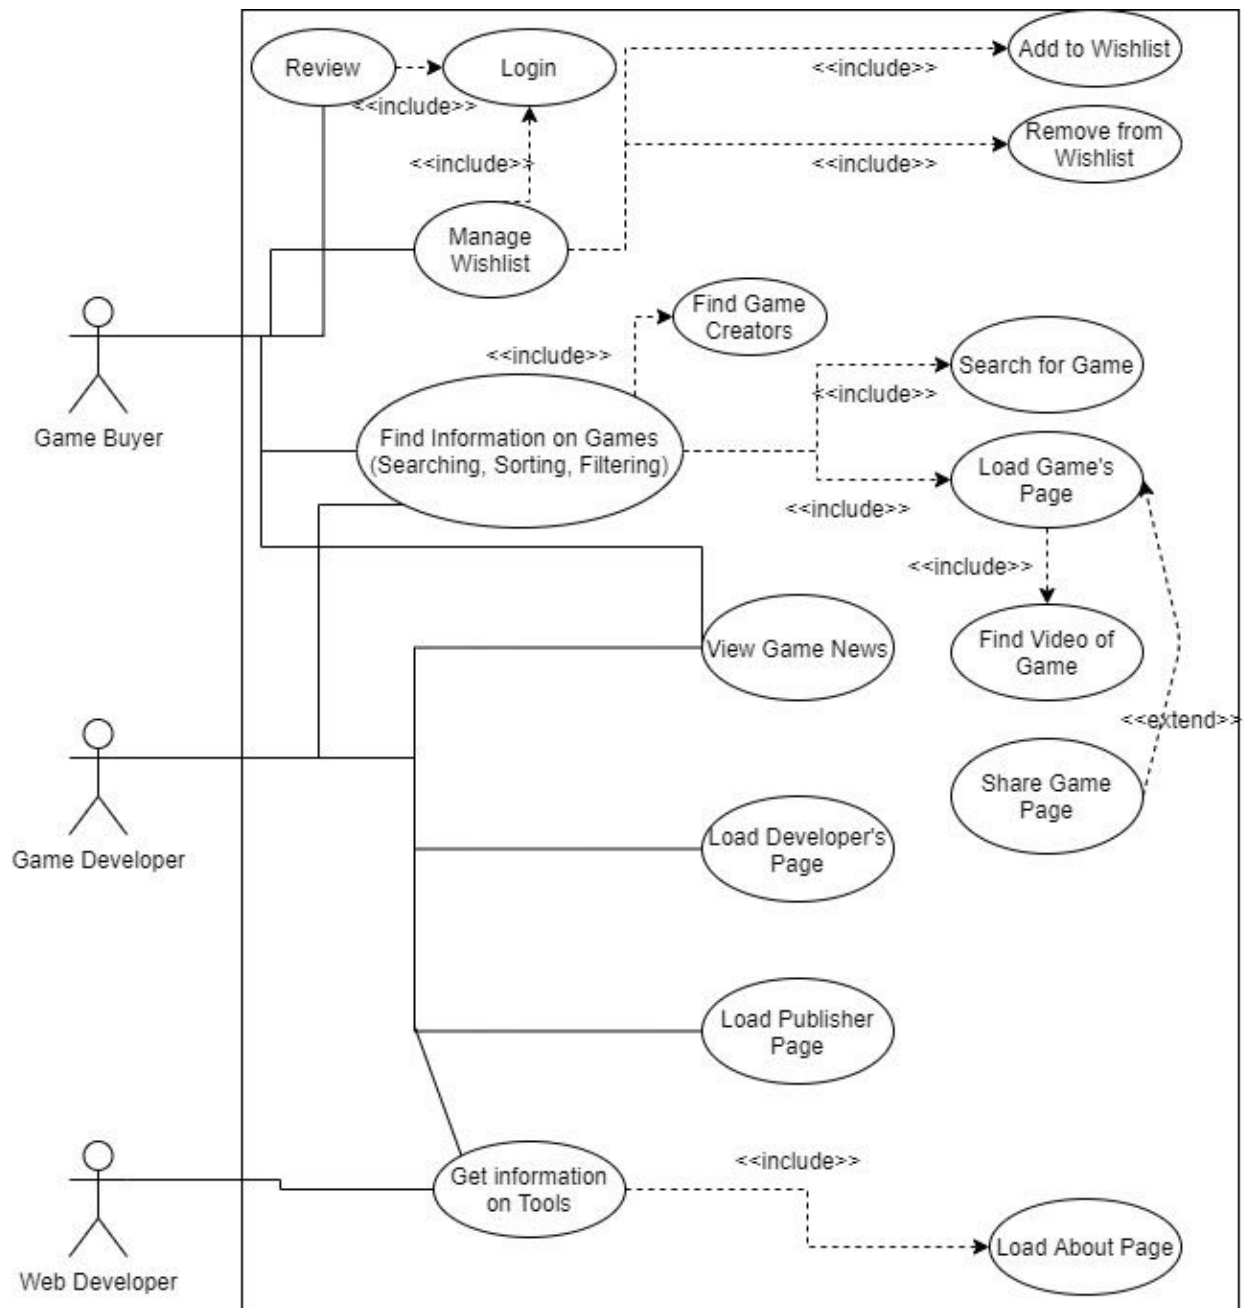 Review
Login
Add to Wishlist
<<include>>
<<include>>
Remove from
Wishlist
<<include>>
<<include>>
Manage
Wishlist
Find Game
Creators
<<include>>
Search for Game
<<include>>
Game Buyer
Find Information on Games
(Searching, Sorting, Filtering)
Load Game's
Page
<<include>>
<<include>>
View Game News
Find Video of
Game
<<extend>>
Share Game
Page
Game Developer
Load Developer's
Page
Load Publisher
Page
Get information
on Tools
<<include>>
Load About Page
Web Developer